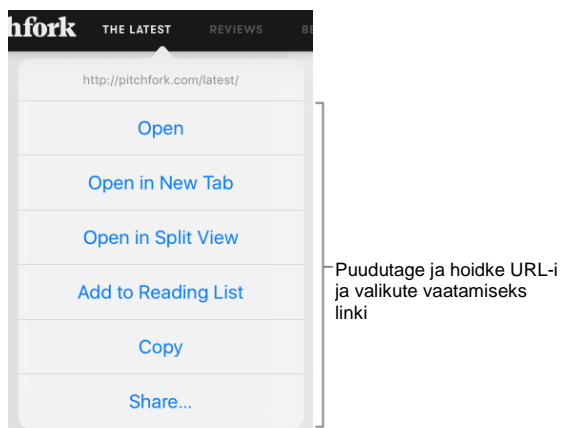 hfork THE LATEST REVIEWS BE
http://pitchfork.com/latest/
Open
Open in New Tab
Open in Split View
Add to Reading List
Copy
Share...
Puudutage ja hoidke URL-i
ja valikute vaatamiseks
linki